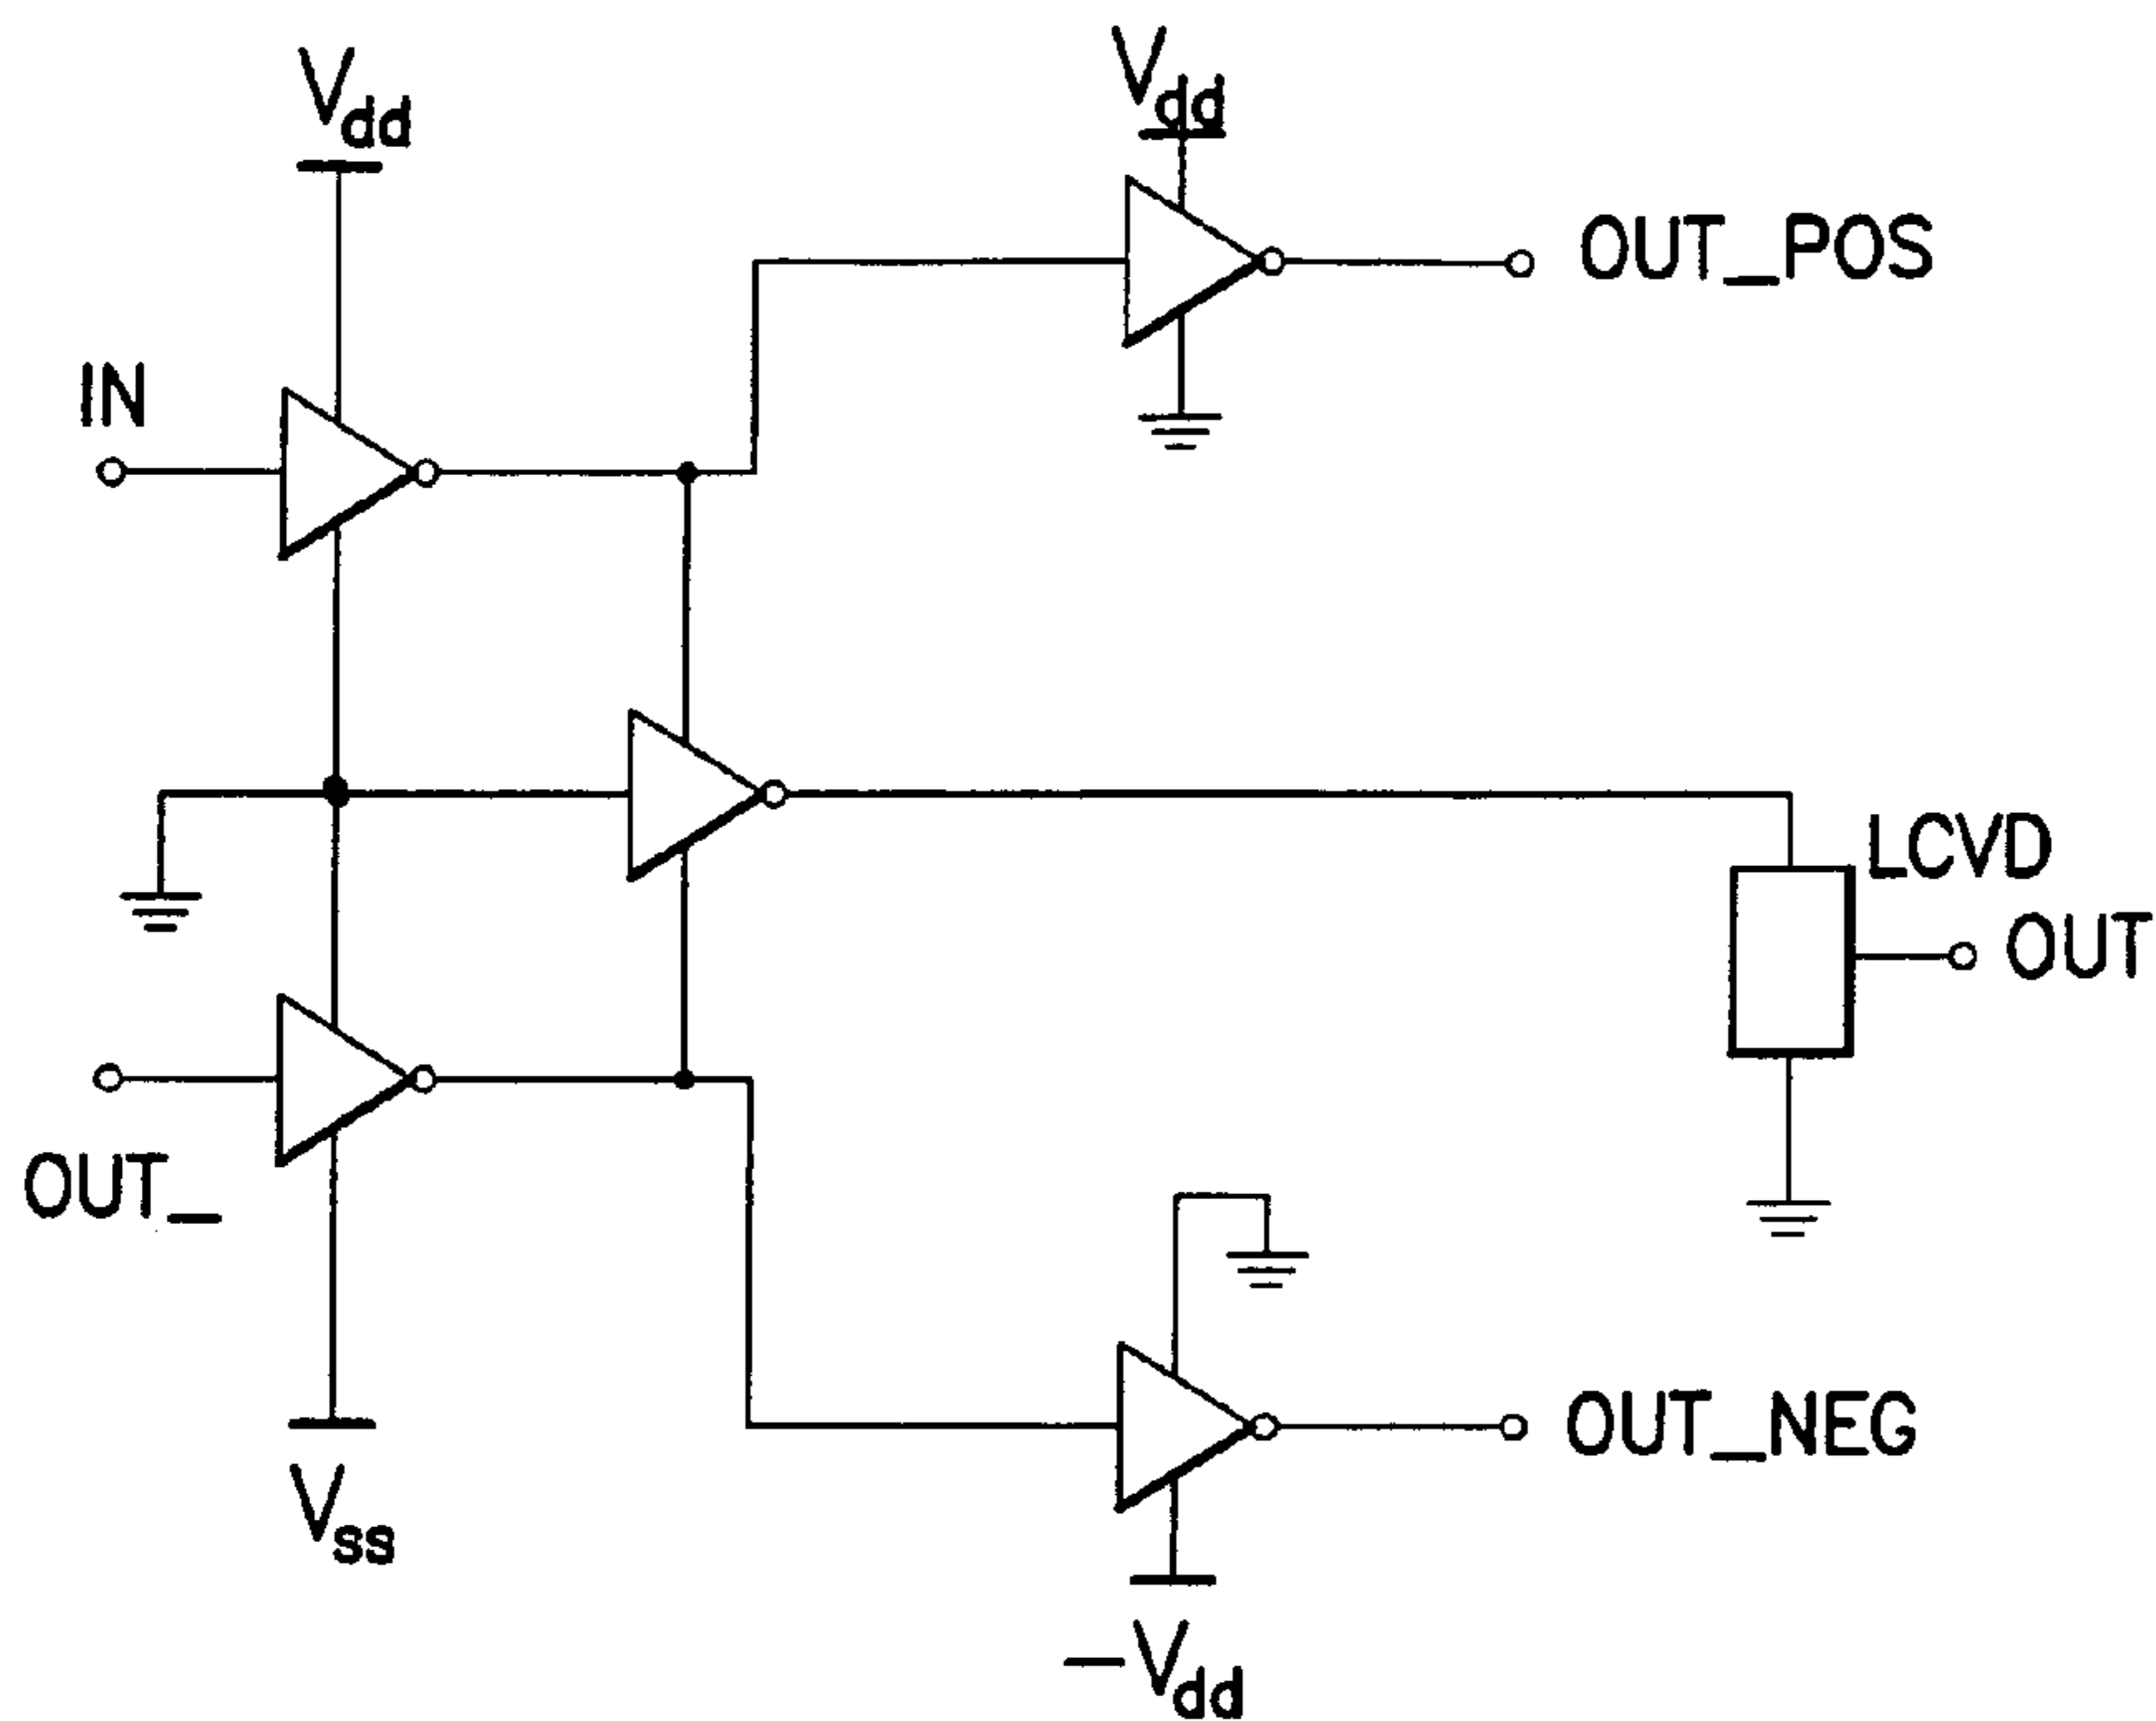 Vdd
Vdd
OUT_POS
IN
LCVD
OUT
OUT_
OUT_NEG
Vss
-Vdd